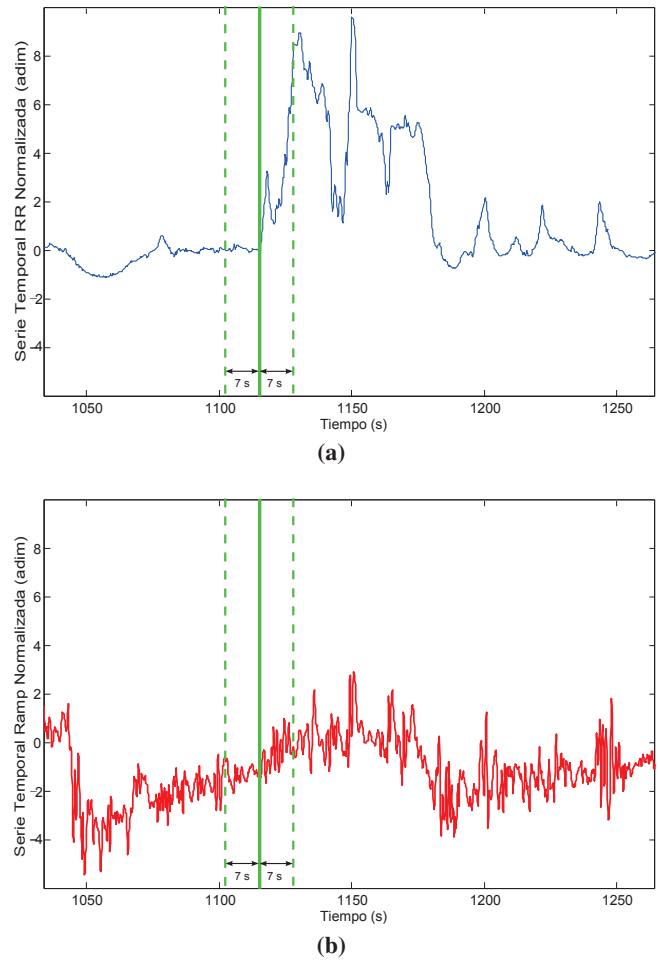 8
6
4
2
0
-2
-4
Serie Temporal RR Normalizada (adim)
7 s 7 s
1050 1100 1150 1200 1250
Tiempo (s)
(a)
8
6
4
2
0
-2
-4
Serie Temporal Ramp Normalizada (adim)
7 s 7 s
1050 1100 1150 1200 1250
Tiempo (s)
(b)